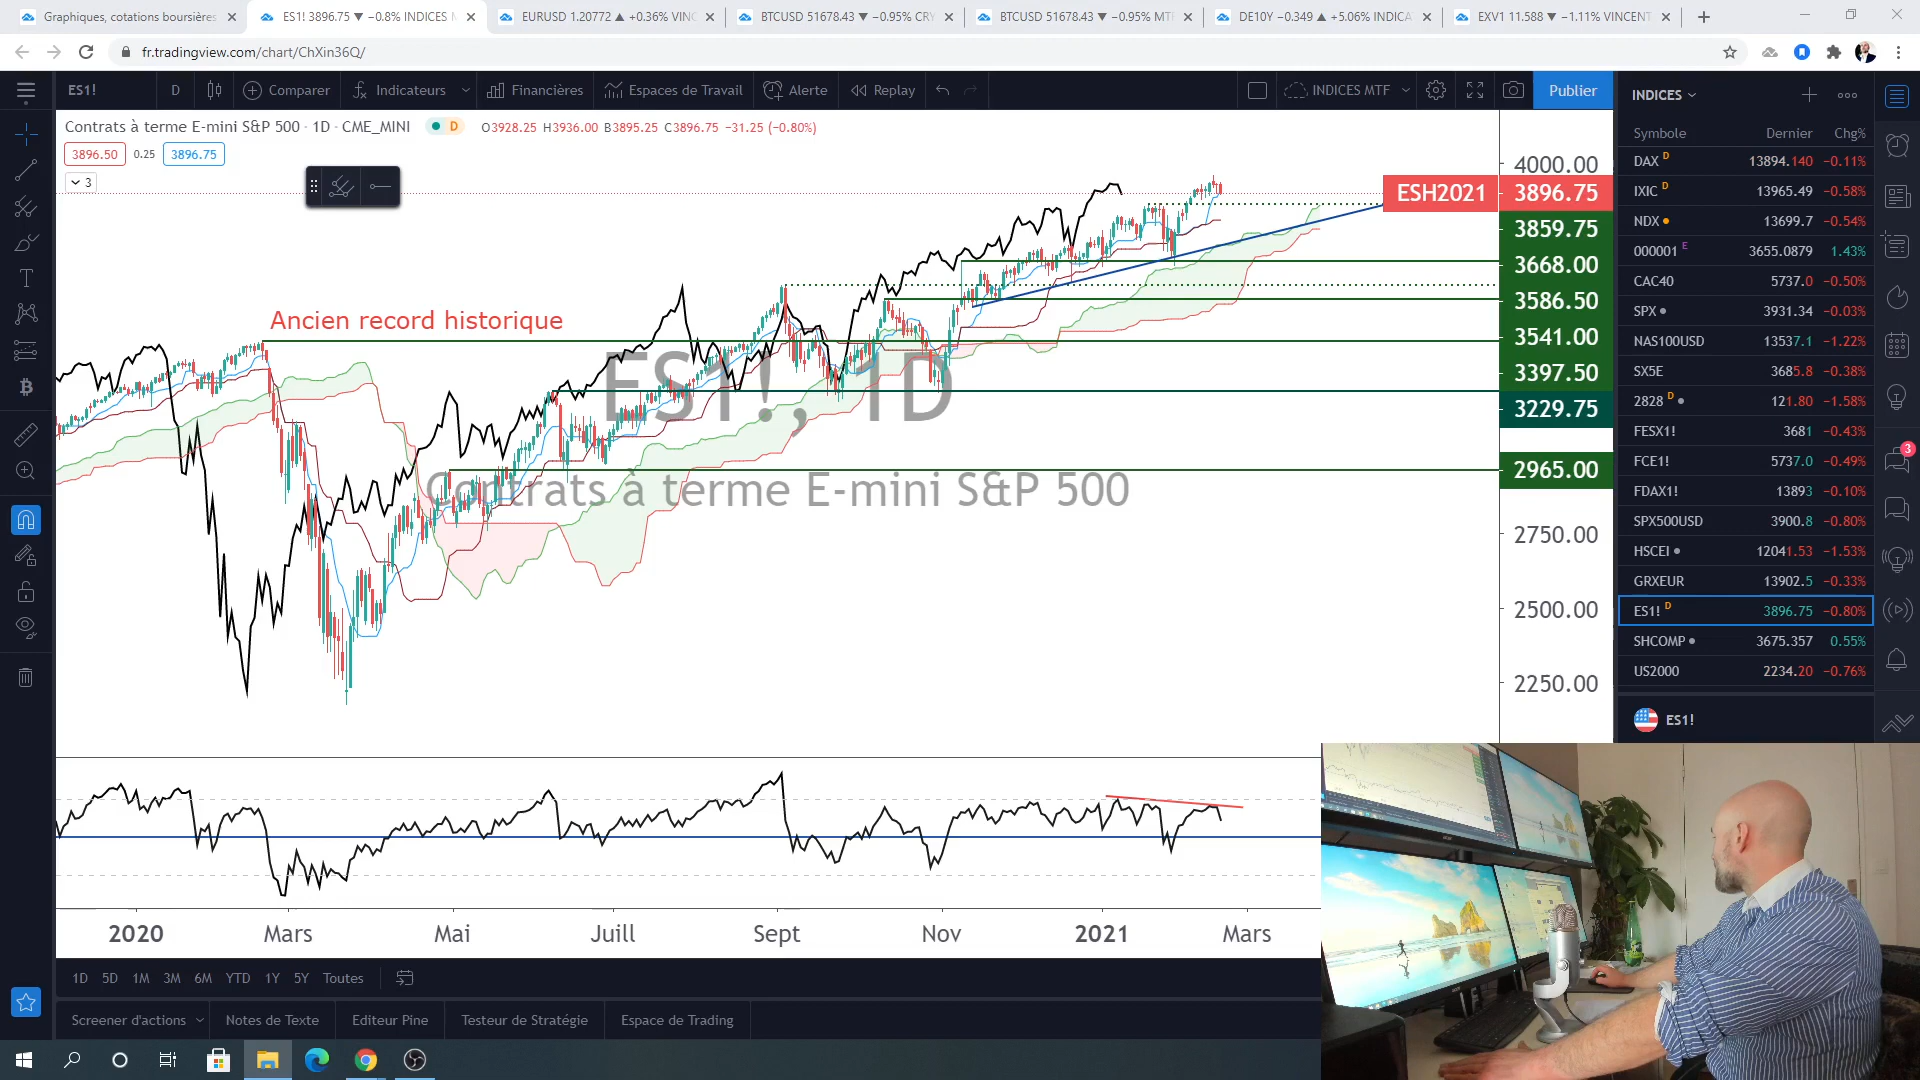 Graphiques, cotations boursières
ES1! 3896.75 ▼ −0.8% INDICES M
EURUSD 1.20772 ▲ +0.36% VINC
BTCUSD 51678.43 ▼ −0.95% CRY
BTCUSD 51678.43 ▼ −0.95% MTF
DE10Y −0.349 ▲ +5.06% INDICA
EXV1 11.588 ▼ −1.11% VINCENT
fr.tradingview.com/chart/ChXin36Q/
ES1! D Comparer Indicateurs Financières Espaces de Travail Alerte Replay INDICES MTF Publier
Contrats à terme E-mini S&P 500 · 1D · CME_MINI D O3928.25 H3936.00 B3895.25 C3896.75 −31.25 (−0.80%)
3896.50 0.25 3896.75
3
4000.00
ESH2021 3896.75
3859.75
3668.00
3586.50
3541.00
3397.50
3229.75
2965.00
2750.00
2500.00
2250.00
Ancien record historique
ES1!, 1D
Contrats à terme E-mini S&P 500
2020 Mars Mai Juill Sept Nov 2021 Mars
1D 5D 1M 3M 6M YTD 1Y 5Y Toutes
Screener d'actions Notes de Texte Editeur Pine Testeur de Stratégie Espace de Trading
INDICES
Symbole Dernier Chg%
DAX D 13894.140 −0.11%
IXIC D 13965.49 −0.58%
NDX 13699.7 −0.54%
000001 E 3655.0879 1.43%
CAC40 5737.0 −0.50%
SPX 3931.34 −0.03%
NAS100USD 13537.1 −1.22%
SX5E 3685.8 −0.38%
2828 D 121.80 −1.58%
FESX1! 3681 −0.43%
FCE1! 5737.0 −0.49%
FDAX1! 13893 −0.10%
SPX500USD 3900.8 −0.80%
HSCEI 12041.53 −1.53%
GRXEUR 13902.5 −0.33%
ES1! D 3896.75 −0.80%
SHCOMP 3675.357 0.55%
US2000 2234.20 −0.76%
ES1!
3